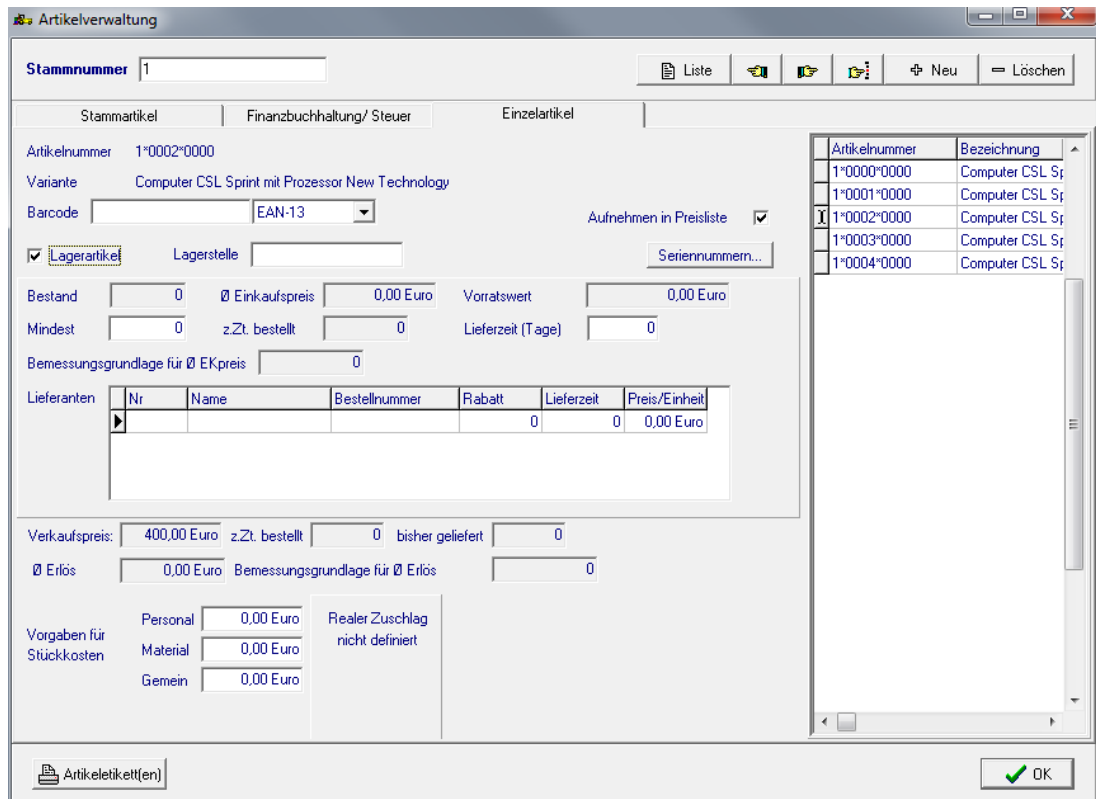 Artikelverwaltung
Stammnummer 1
Liste
Neu
Löschen
Stammartikel Finanzbuchhaltung/ Steuer Einzelartikel
Artikelnummer 1*0002*0000
Variante Computer CSL Sprint mit Prozessor New Technology
Barcode EAN-13
Aufnehmen in Preisliste
Lagerartikel Lagerstelle Seriennummern...
Bestand 0 Ø Einkaufspreis 0,00 Euro Vorratswert 0,00 Euro
Mindest 0 z.Zt. bestellt 0 Lieferzeit (Tage) 0
Bemessungsgrundlage für Ø EKpreis 0
Lieferanten Nr Name Bestellnummer Rabatt Lieferzeit Preis/Einheit
0 0 0,00 Euro
Verkaufspreis: 400,00 Euro z.Zt. bestellt 0 bisher geliefert 0
Ø Erlös 0,00 Euro Bemessungsgrundlage für Ø Erlös 0
Vorgaben für
Stückkosten
Personal 0,00 Euro
Material 0,00 Euro
Gemein 0,00 Euro
Realer Zuschlag
nicht definiert
Artikelnummer Bezeichnung
1*0000*0000 Computer CSL Sp
1*0001*0000 Computer CSL Sp
1*0002*0000 Computer CSL Sp
1*0003*0000 Computer CSL Sp
1*0004*0000 Computer CSL Sp
Artikeletikett(en)
OK